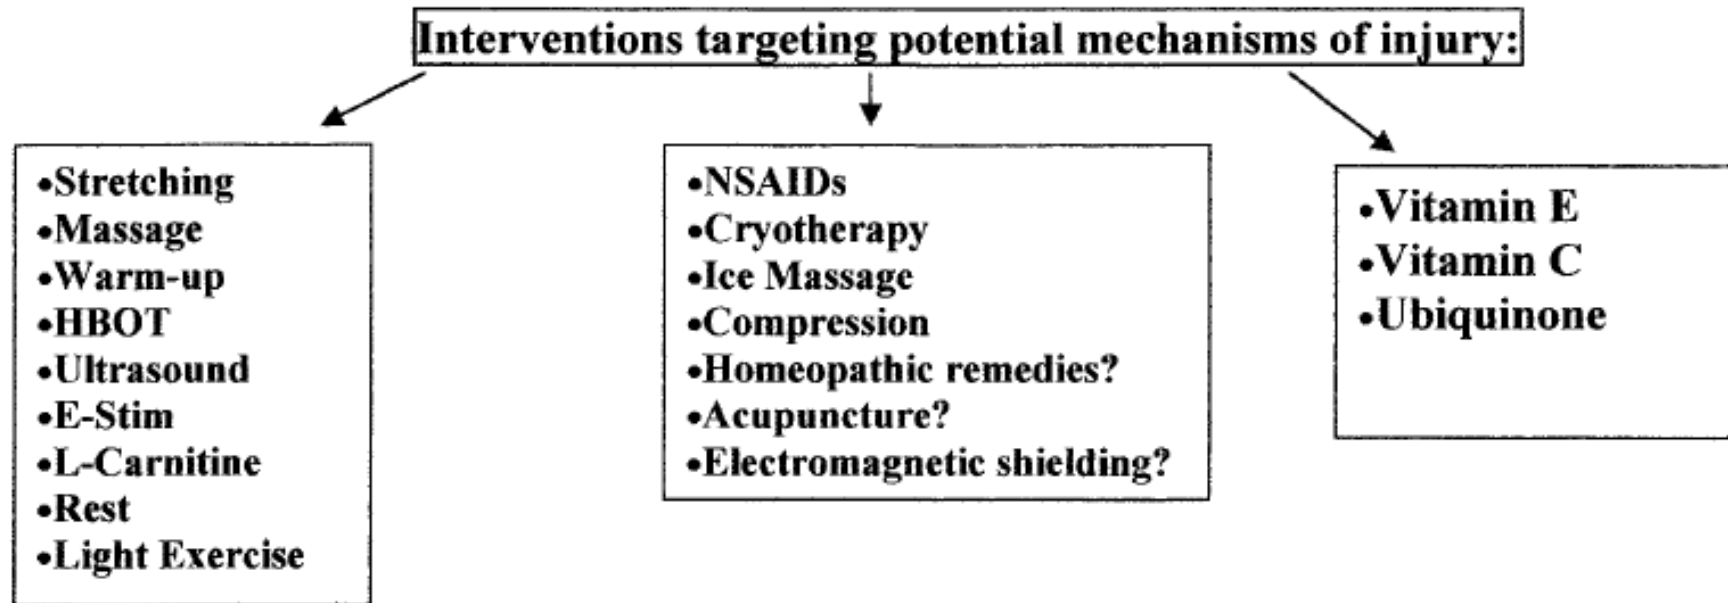 Interventions targeting potential mechanisms of injury:
•Stretching
•Massage
•Warm-up
•HBOT
•Ultrasound
•E-Stim
•L-Carnitine
•Rest
•Light Exercise
•NSAIDs
•Cryotherapy
•Ice Massage
•Compression
•Homeopathic remedies?
•Acupuncture?
•Electromagnetic shielding?
•Vitamin E
•Vitamin C
•Ubiquinone